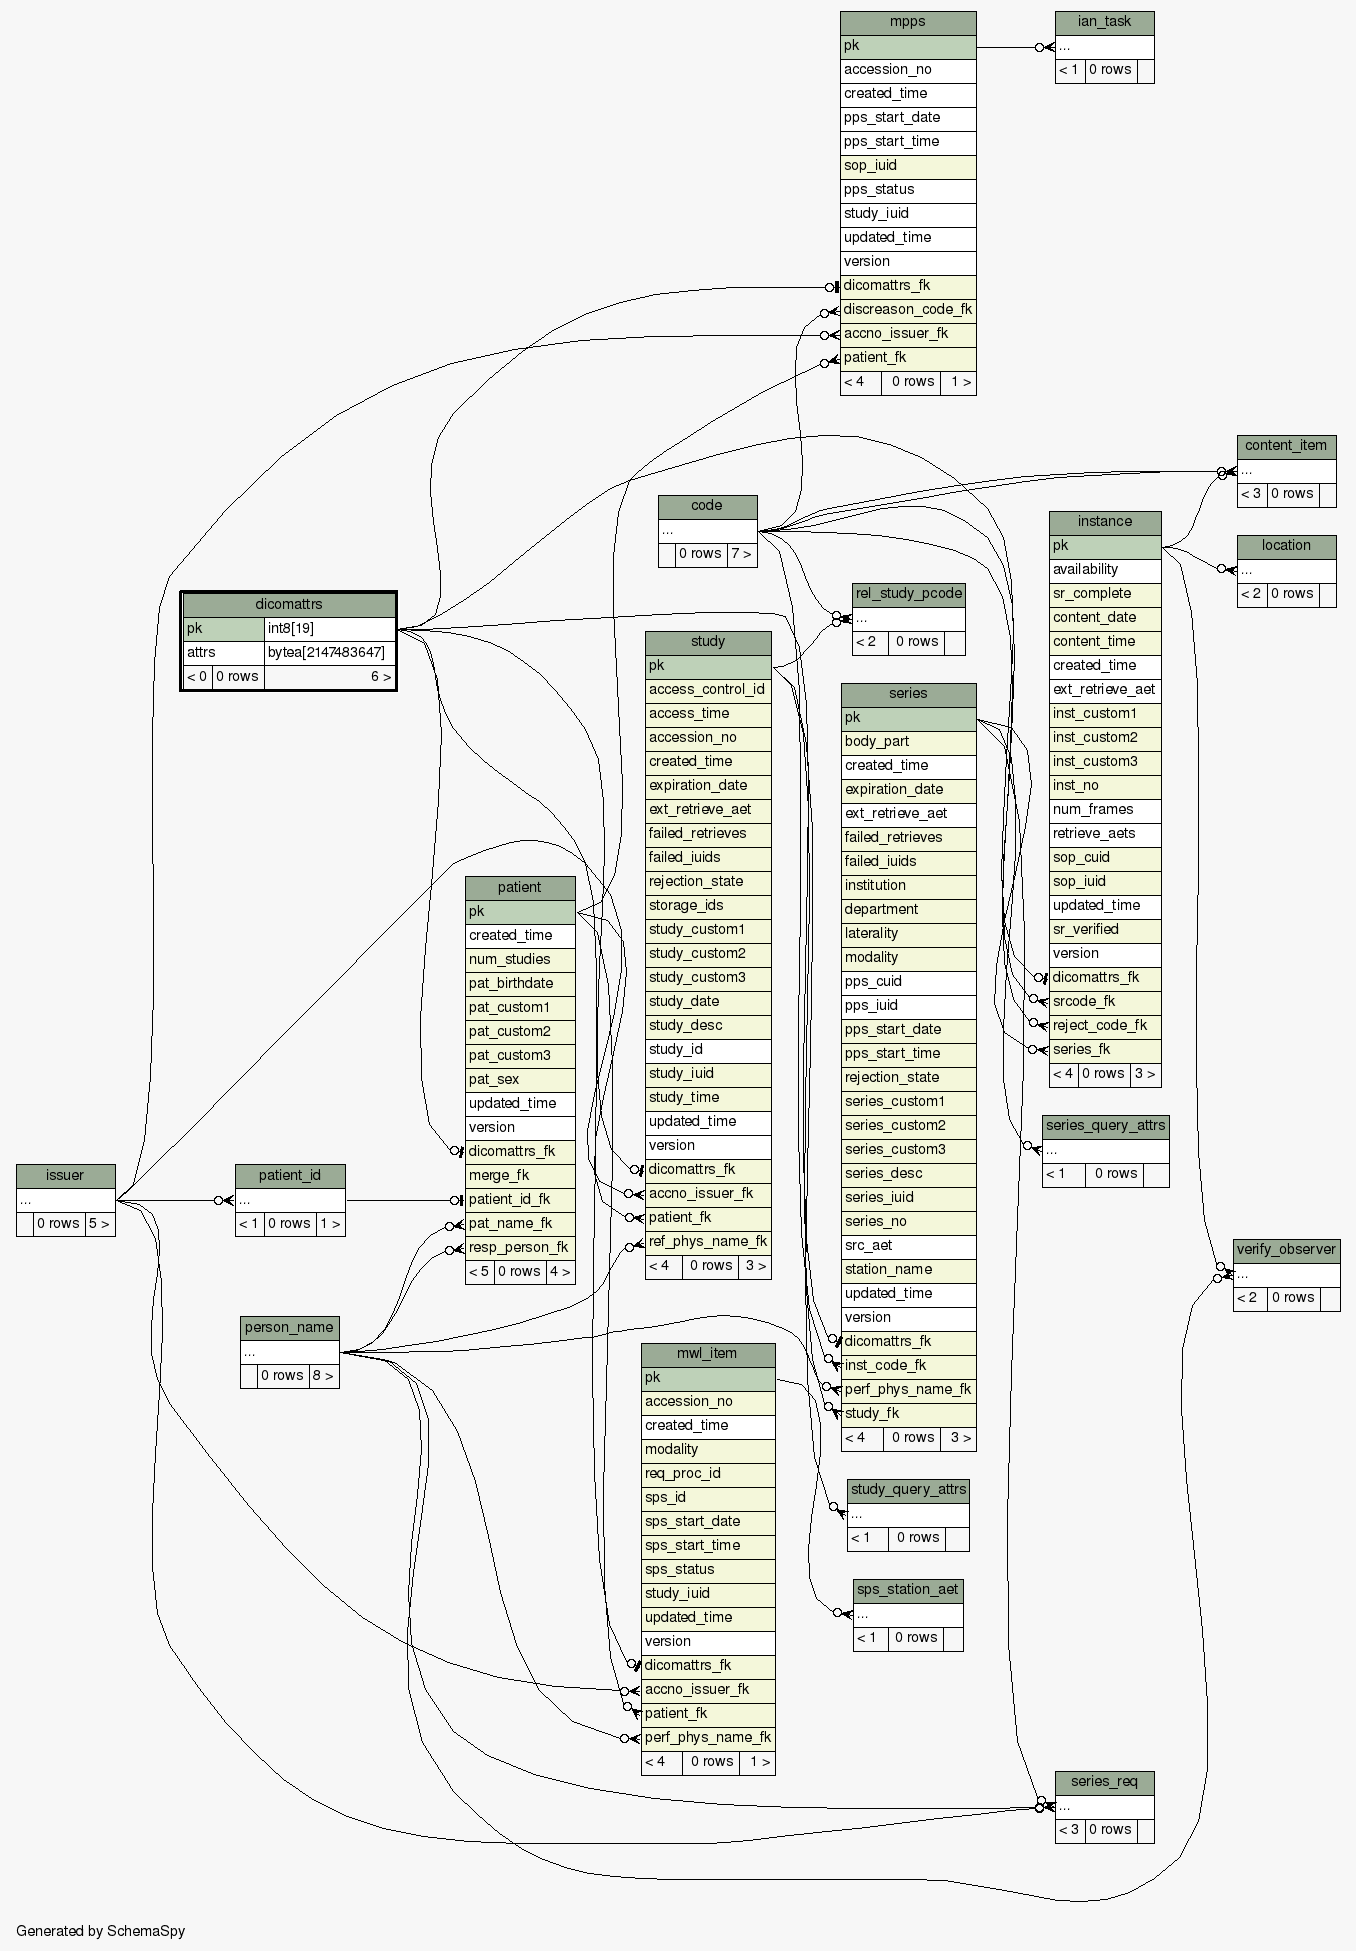 mpps
pk
accession_no
created_time
pps_start_date
pps_start_time
sop_iuid
pps_status
study_iuid
updated_time
version
dicomattrs_fk
discreason_code_fk
accno_issuer_fk
patient_fk
< 4 0 rows 1 >
ian_task
...
< 1 0 rows
content_item
...
< 3 0 rows
code
...
0 rows 7 >
instance
pk
availability
sr_complete
content_date
content_time
created_time
ext_retrieve_aet
inst_custom1
inst_custom2
inst_custom3
inst_no
num_frames
retrieve_aets
sop_cuid
sop_iuid
updated_time
sr_verified
version
dicomattrs_fk
srcode_fk
reject_code_fk
series_fk
< 4 0 rows 3 >
location
...
< 2 0 rows
dicomattrs
pk int8[19]
attrs bytea[2147483647]
< 0 0 rows 6 >
rel_study_pcode
...
< 2 0 rows
study
pk
access_control_id
access_time
accession_no
created_time
expiration_date
ext_retrieve_aet
failed_retrieves
failed_iuids
rejection_state
storage_ids
study_custom1
study_custom2
study_custom3
study_date
study_desc
study_id
study_iuid
study_time
updated_time
version
dicomattrs_fk
accno_issuer_fk
patient_fk
ref_phys_name_fk
< 4 0 rows 3 >
series
pk
body_part
created_time
expiration_date
ext_retrieve_aet
failed_retrieves
failed_iuids
institution
department
laterality
modality
pps_cuid
pps_iuid
pps_start_date
pps_start_time
rejection_state
series_custom1
series_custom2
series_custom3
series_desc
series_iuid
series_no
src_aet
station_name
updated_time
version
dicomattrs_fk
inst_code_fk
perf_phys_name_fk
study_fk
< 4 0 rows 3 >
patient
pk
created_time
num_studies
pat_birthdate
pat_custom1
pat_custom2
pat_custom3
pat_sex
updated_time
version
dicomattrs_fk
merge_fk
patient_id_fk
pat_name_fk
resp_person_fk
< 5 0 rows 4 >
series_query_attrs
...
< 1 0 rows
issuer
...
0 rows 5 >
patient_id
...
< 1 0 rows 1 >
verify_observer
...
< 2 0 rows
person_name
...
0 rows 8 >
mwl_item
pk
accession_no
created_time
modality
req_proc_id
sps_id
sps_start_date
sps_start_time
sps_status
study_iuid
updated_time
version
dicomattrs_fk
accno_issuer_fk
patient_fk
perf_phys_name_fk
< 4 0 rows 1 >
study_query_attrs
...
< 1 0 rows
sps_station_aet
...
< 1 0 rows
series_req
...
< 3 0 rows
Generated by SchemaSpy